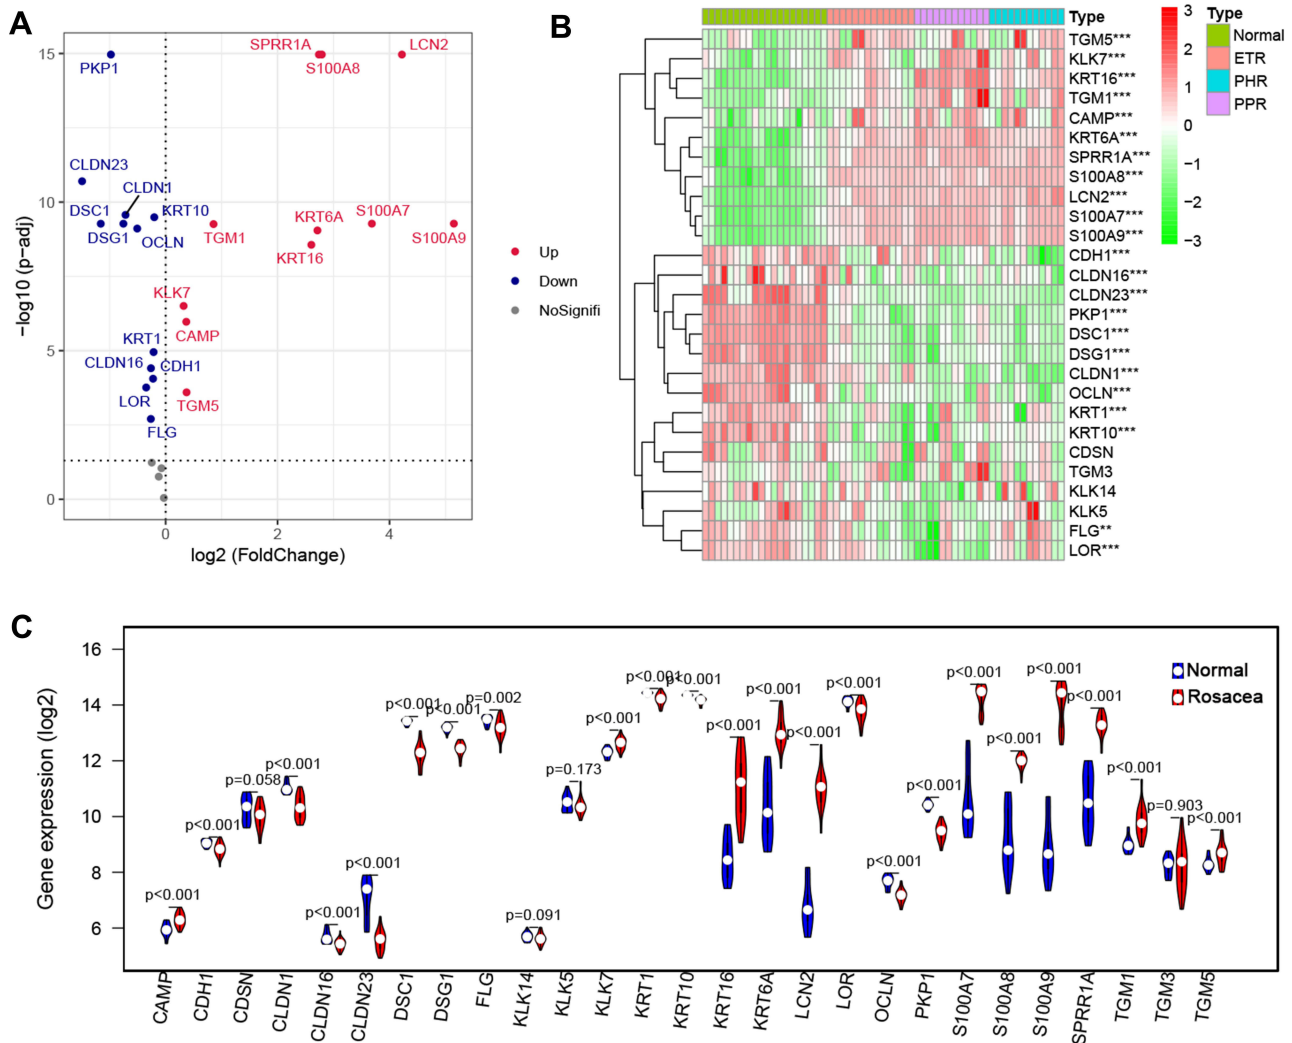 A
−log10 (p−adj)
15
10
5
0
0
2
4
log2 (FoldChange)
PKP1
SPRR1A
S100A8
LCN2
CLDN23
CLDN1
DSC1
KRT10
DSG1
OCLN
TGM1
KRT6A
KRT16
S100A7
S100A9
KLK7
CAMP
KRT1
CLDN16
CDH1
LOR
TGM5
FLG
Up
Down
NoSignifi
B
Type
TGM5***
KLK7***
KRT16***
TGM1***
CAMP***
KRT6A***
SPRR1A***
S100A8***
LCN2***
S100A7***
S100A9***
CDH1***
CLDN16***
CLDN23***
PKP1***
DSC1***
DSG1***
CLDN1***
OCLN***
KRT1***
KRT10***
CDSN
TGM3
KLK14
KLK5
FLG**
LOR***
3
2
1
0
−1
−2
−3
Type
Normal
ETR
PHR
PPR
C
Gene expression (log2)
16
14
12
10
8
6
p<0.001
p<0.001
p=0.058
p<0.001
p<0.001
p<0.001
p<0.001
p<0.001
p=0.002
p=0.091
p=0.173
p<0.001
p<0.001
p<0.001
p<0.001
p<0.001
p<0.001
p<0.001
p<0.001
p<0.001
p<0.001
p<0.001
p<0.001
p<0.001
p<0.001
p=0.903
p<0.001
Normal
Rosacea
CAMP
CDH1
CDSN
CLDN1
CLDN16
CLDN23
DSC1
DSG1
FLG
KLK14
KLK5
KLK7
KRT1
KRT10
KRT16
KRT6A
LCN2
LOR
OCLN
PKP1
S100A7
S100A8
S100A9
SPRR1A
TGM1
TGM3
TGM5